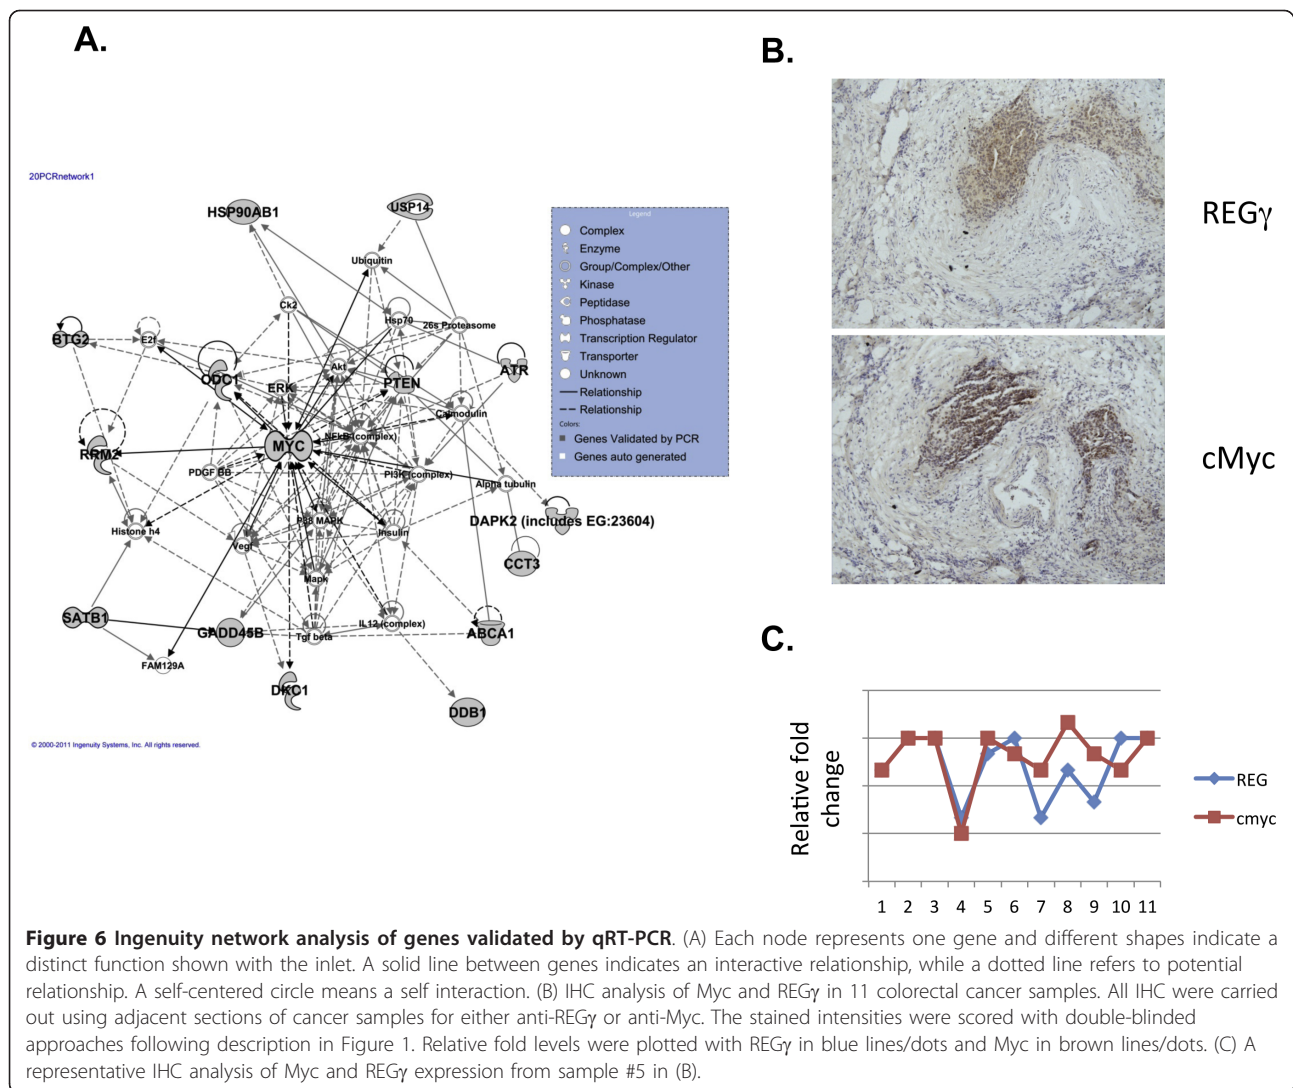 A.
20PCRnetwork1
HSP90AB1
USP14
Ubiquitin
Ck2
Hsp70
26s Proteasome
BTG2
E2f
ODC1
ERK
Akt
PTEN
ATR
Calmodulin
MYC
NFkB (complex)
RRM2
PDGF BB
PI3K (complex)
Alpha tubulin
Histone h4
P38 MAPK
Insulin
DAPK2 (includes EG:23604)
Vegf
CCT3
Mapk
SATB1
GADD45B
Tgf beta
IL12 (complex)
ABCA1
FAM129A
DKC1
DDB1
© 2000-2011 Ingenuity Systems, Inc. All rights reserved.
Legend
Complex
Enzyme
Group/Complex/Other
Kinase
Peptidase
Phosphatase
Transcription Regulator
Transporter
Unknown
Relationship
Relationship
Colors:
Genes Validated by PCR
Genes auto generated
B.
REGγ
cMyc
C.
Relative fold
change
REG
cmyc
1 2 3 4 5 6 7 8 9 10 11
Figure 6 Ingenuity network analysis of genes validated by qRT-PCR. (A) Each node represents one gene and different shapes indicate a
distinct function shown with the inlet. A solid line between genes indicates an interactive relationship, while a dotted line refers to potential
relationship. A self-centered circle means a self interaction. (B) IHC analysis of Myc and REGγ in 11 colorectal cancer samples. All IHC were carried
out using adjacent sections of cancer samples for either anti-REGγ or anti-Myc. The stained intensities were scored with double-blinded
approaches following description in Figure 1. Relative fold levels were plotted with REGγ in blue lines/dots and Myc in brown lines/dots. (C) A
representative IHC analysis of Myc and REGγ expression from sample #5 in (B).